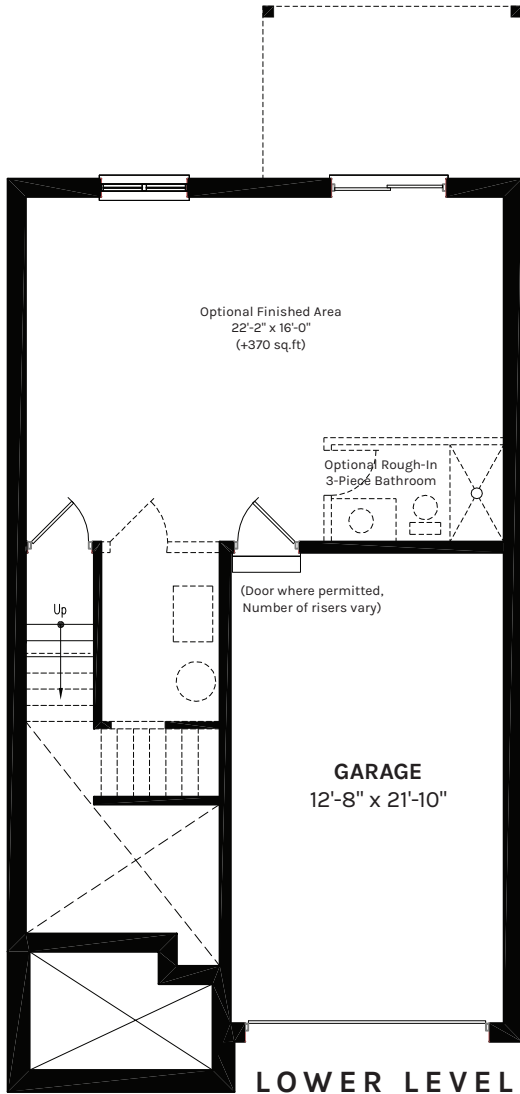 Optional Finished Area
22'-2" x 16'-0"
(+370 sq.ft)
Optional Rough-In
3-Piece Bathroom
(Door where permitted,
Number of risers vary)
Up
GARAGE
12'-8" x 21'-10"
LOWER LEVEL